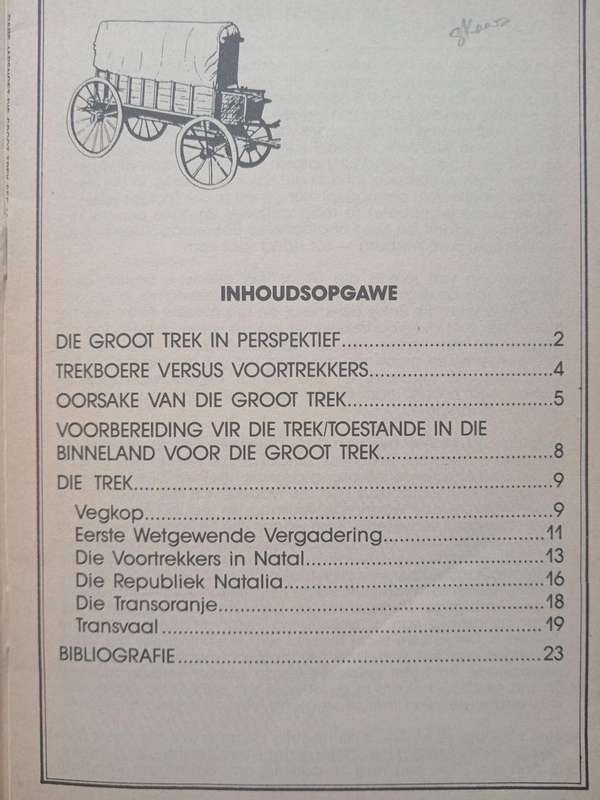 INHOUDSOPGAWE
DIE GROOT TREK IN PERSPEKTIEF..........2
TREKBOERE VERSUS VOORTREKKERS..........4
OORSAKE VAN DIE GROOT TREK..........5
VOORBEREIDING VIR DIE TREK/TOESTANDE IN DIE
BINNELAND VOOR DIE GROOT TREK..........8
DIE TREK..........9
Vegkop..........9
Eerste Wetgewende Vergadering..........11
Die Voortrekkers in Natal..........13
Die Republiek Natalia..........16
Die Transoranje..........18
Transvaal..........19
BIBLIOGRAFIE..........23